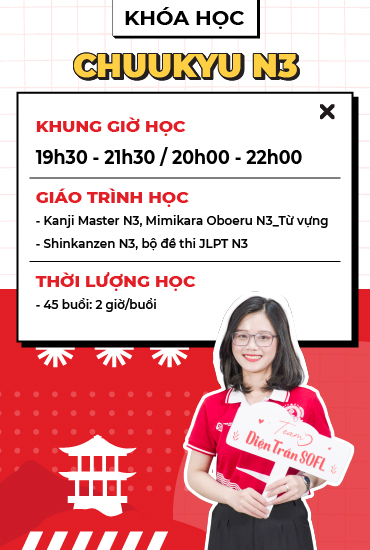 KHÓA HỌC
CHUUKYU N3
KHUNG GIỜ HỌC
19h30 - 21h30 / 20h00 - 22h00
GIÁO TRÌNH HỌC
- Kanji Master N3, Mimikara Oboeru N3_Từ vựng
- Shinkanzen N3, bộ đề thi JLPT N3
THỜI LƯỢNG HỌC
- 45 buổi: 2 giờ/buổi
Team
Diện Trần SOFL